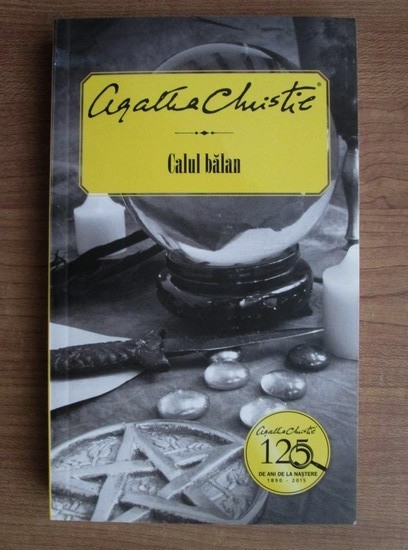 Agatha Christie®
Calul bălan
Agatha Christie
125
DE ANI DE LA NAȘTERE
1890 - 2015